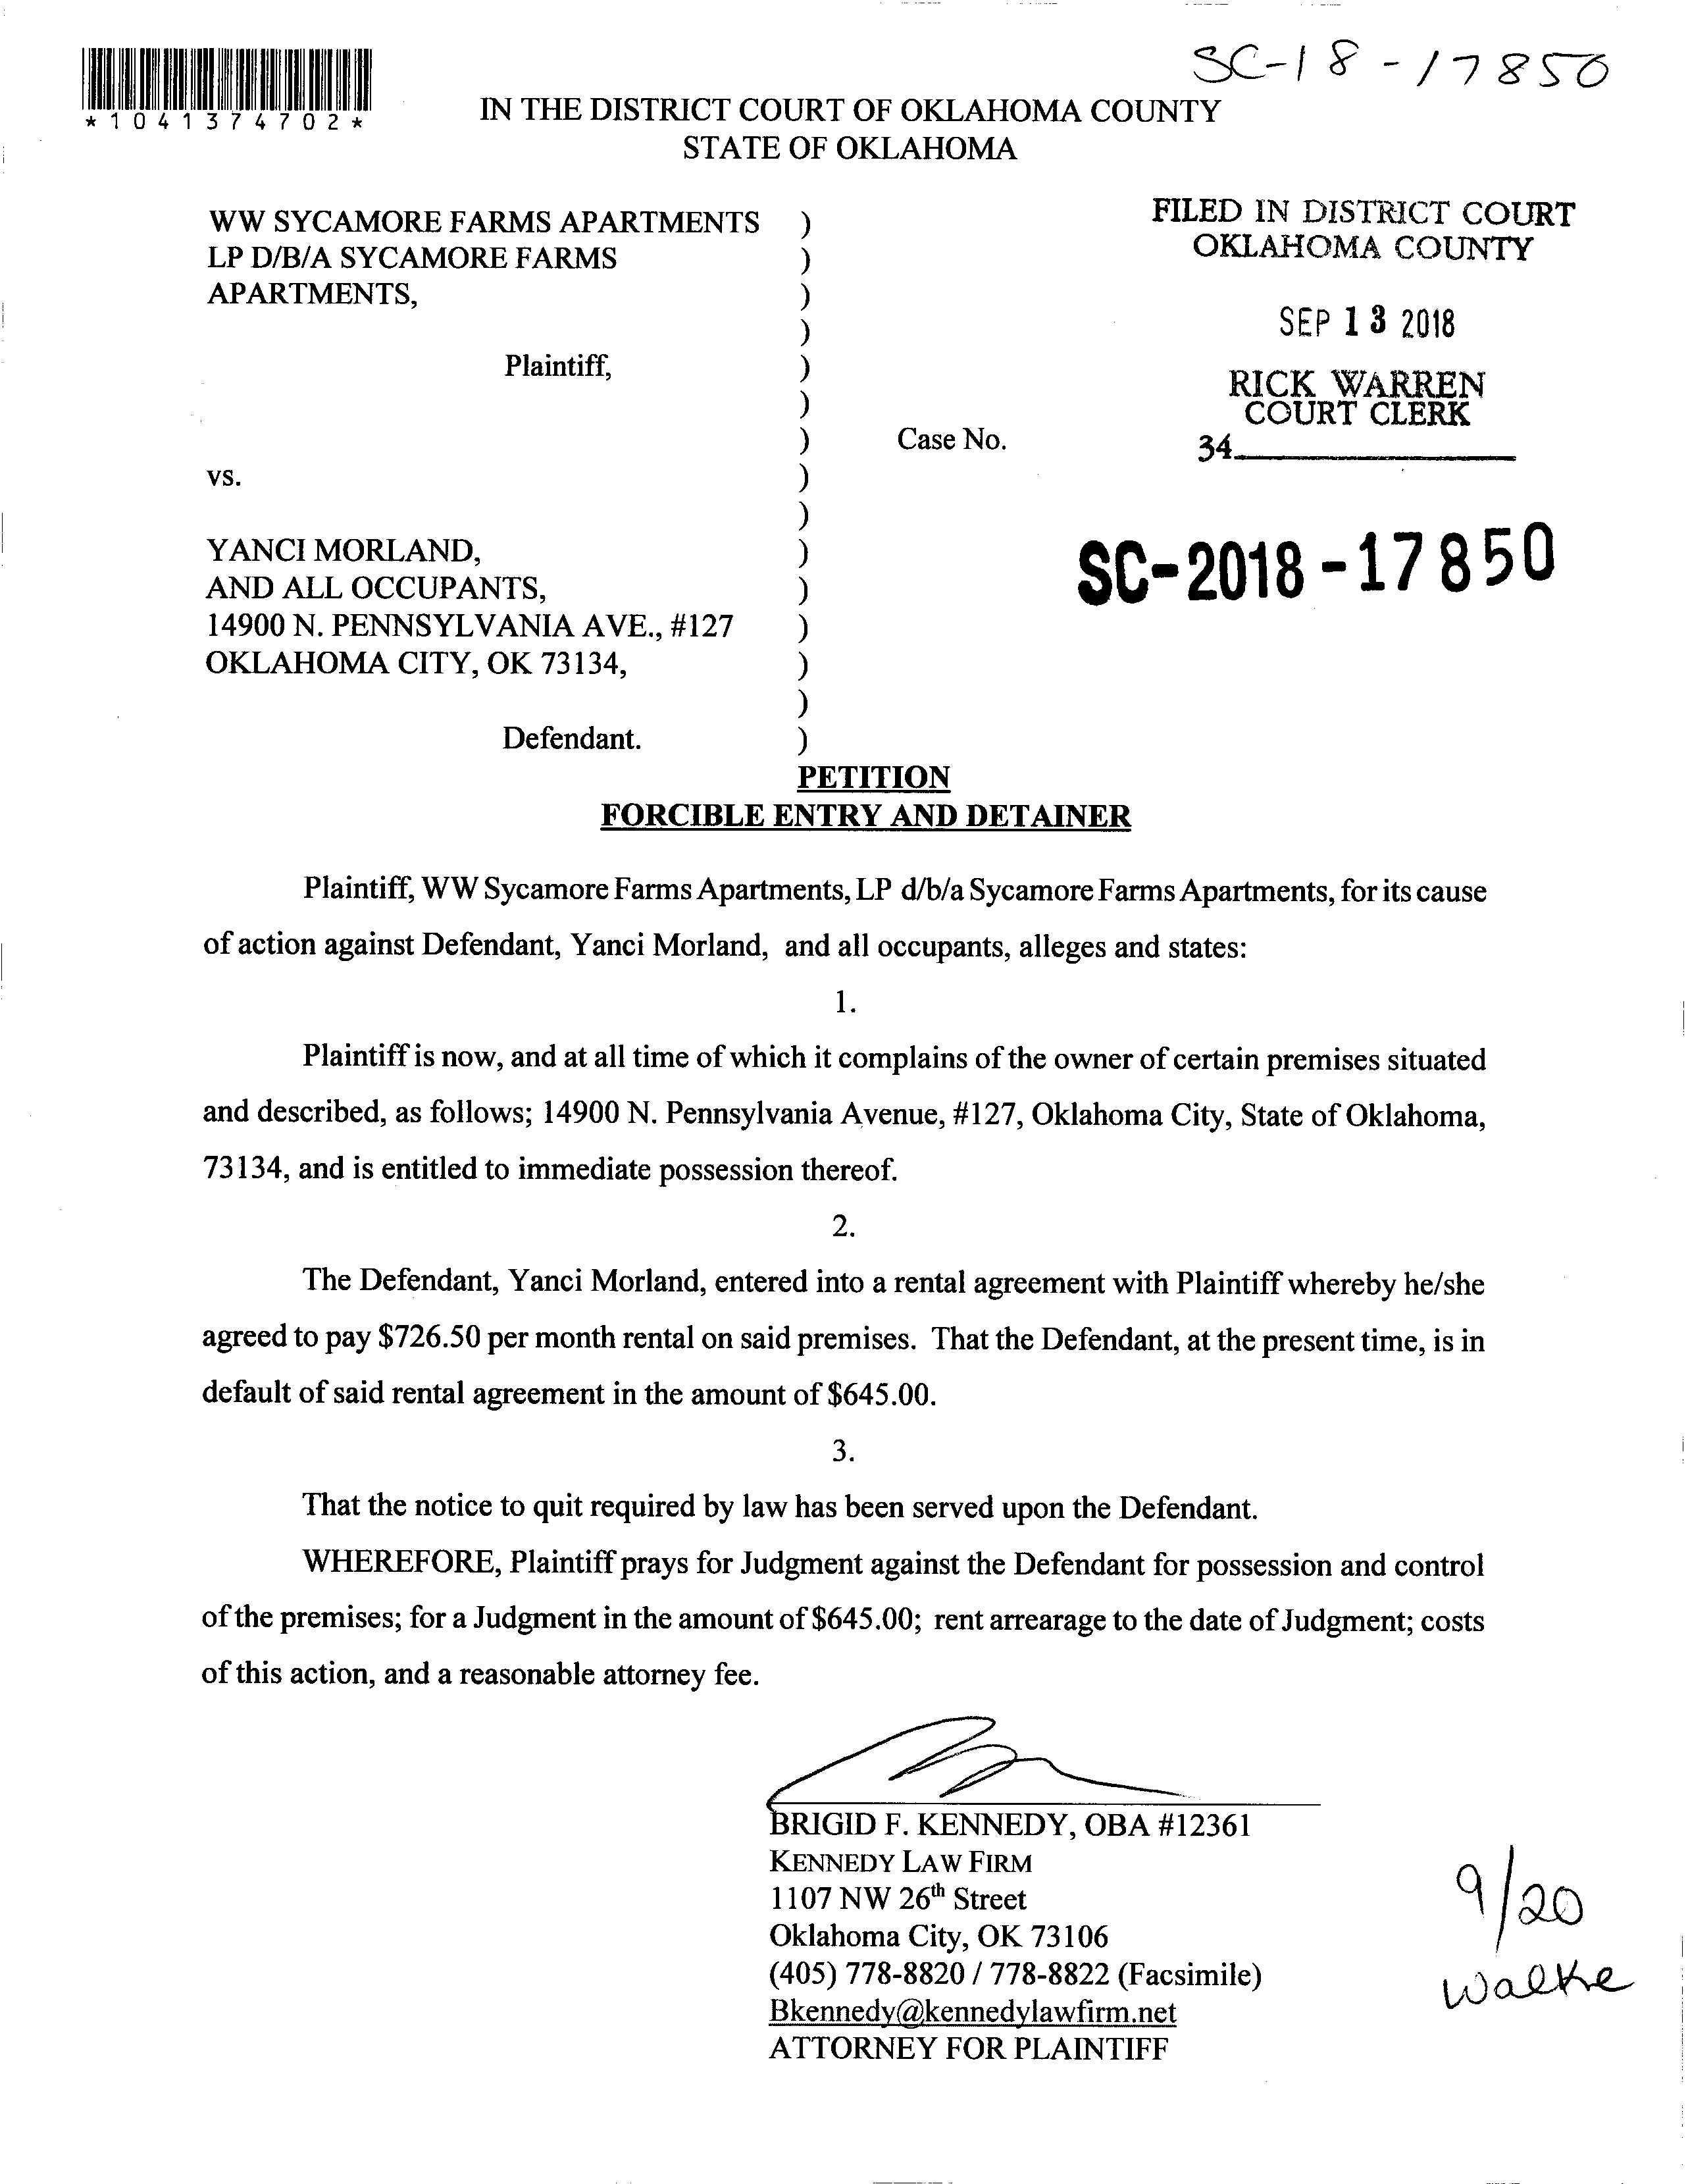 SC-18-17850
*1041374702*
IN THE DISTRICT COURT OF OKLAHOMA COUNTY
STATE OF OKLAHOMA
WW SYCAMORE FARMS APARTMENTS )
LP D/B/A SYCAMORE FARMS )
APARTMENTS, )
)
Plaintiff, )
)
) Case No.
vs. )
)
YANCI MORLAND, )
AND ALL OCCUPANTS, )
14900 N. PENNSYLVANIA AVE., #127 )
OKLAHOMA CITY, OK 73134, )
)
Defendant. )
FILED IN DISTRICT COURT
OKLAHOMA COUNTY
SEP 13 2018
RICK WARREN
COURT CLERK
34
SC-2018-17850
PETITION
FORCIBLE ENTRY AND DETAINER
Plaintiff, WW Sycamore Farms Apartments, LP d/b/a Sycamore Farms Apartments, for its cause
of action against Defendant, Yanci Morland, and all occupants, alleges and states:
1.
Plaintiff is now, and at all time of which it complains of the owner of certain premises situated
and described, as follows; 14900 N. Pennsylvania Avenue, #127, Oklahoma City, State of Oklahoma,
73134, and is entitled to immediate possession thereof.
2.
The Defendant, Yanci Morland, entered into a rental agreement with Plaintiff whereby he/she
agreed to pay $726.50 per month rental on said premises. That the Defendant, at the present time, is in
default of said rental agreement in the amount of $645.00.
3.
That the notice to quit required by law has been served upon the Defendant.
WHEREFORE, Plaintiff prays for Judgment against the Defendant for possession and control
of the premises; for a Judgment in the amount of $645.00; rent arrearage to the date of Judgment; costs
of this action, and a reasonable attorney fee.
BRIGID F. KENNEDY, OBA #12361
KENNEDY LAW FIRM
1107 NW 26th Street
Oklahoma City, OK 73106
(405) 778-8820 / 778-8822 (Facsimile)
Bkennedy@kennedylawfirm.net
ATTORNEY FOR PLAINTIFF
9/20
Walke